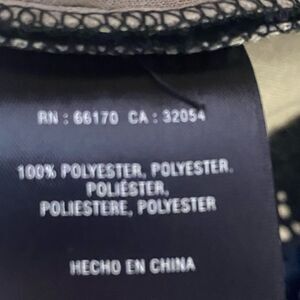 RN : 66170 CA : 32054
100% POLYESTER, POLYESTER.
POLIÉSTER,
POLIESTERE, POLYESTER
HECHO EN CHINA